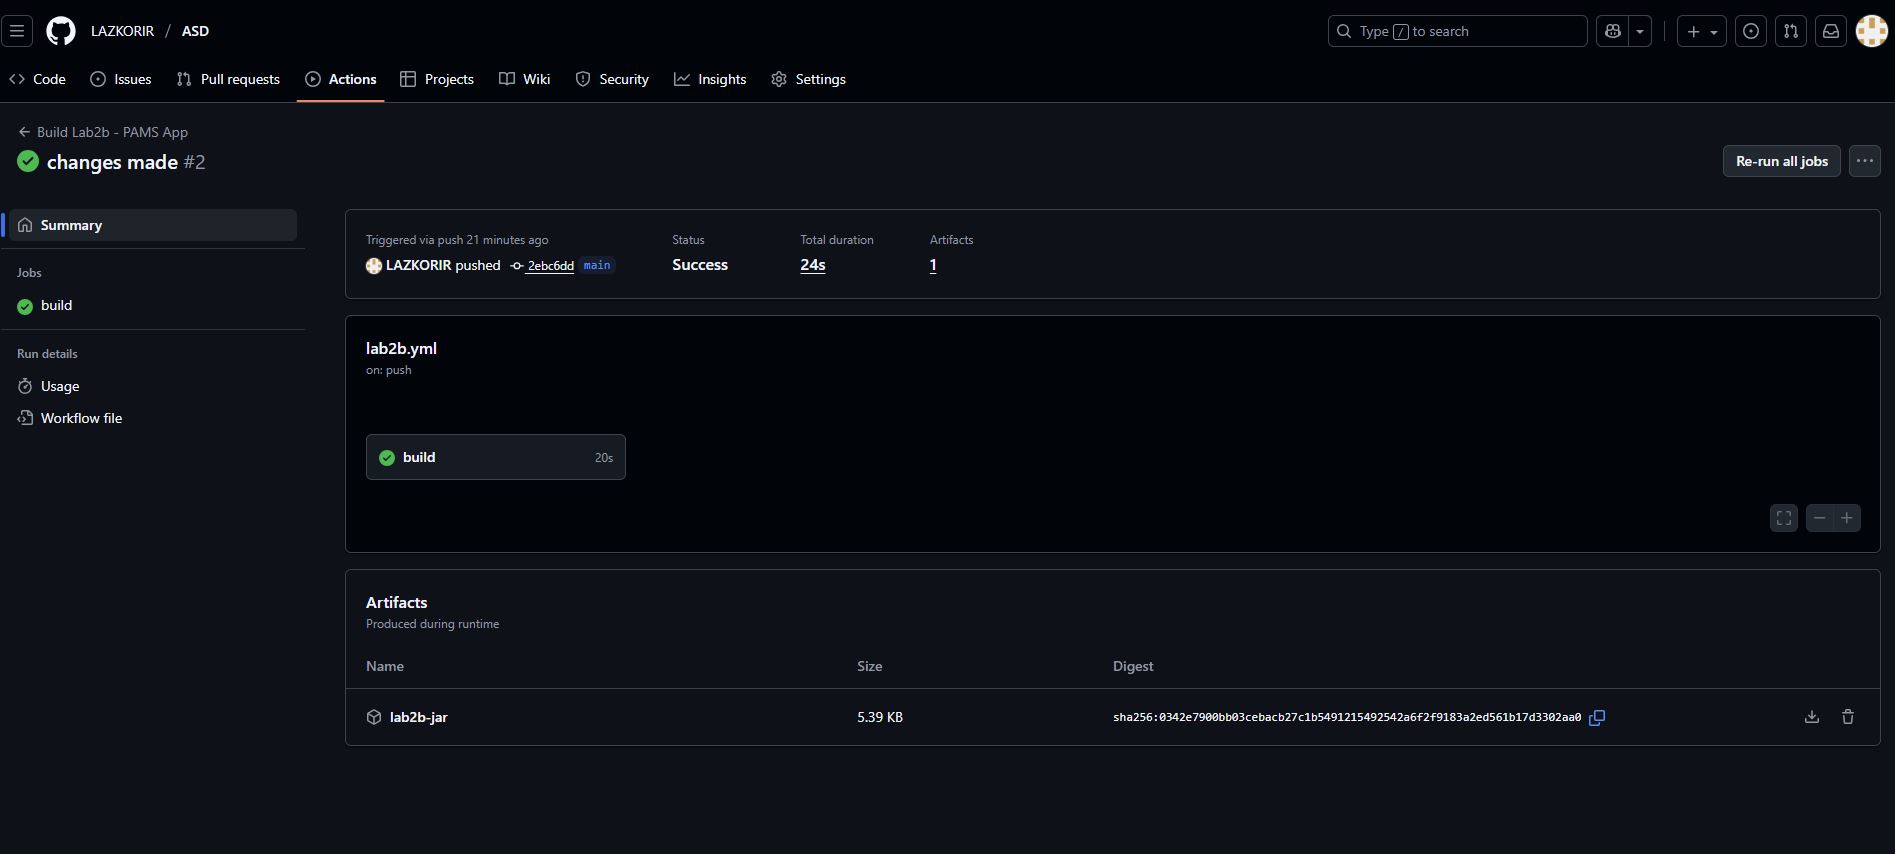 LAZKORIR / ASD
Type / to search
Code Issues Pull requests Actions Projects Wiki Security Insights Settings
Build Lab2b - PAMS App
changes made #2
Re-run all jobs
Summary
Jobs
build
Run details
Usage
Workflow file
Triggered via push 21 minutes ago
LAZKORIR pushed 2ebc6dd main
Status
Success
Total duration
24s
Artifacts
1
lab2b.yml
on: push
build 20s
Artifacts
Produced during runtime
Name Size Digest
lab2b-jar 5.39 KB sha256:0342e7900bb03cebacb27c1b5491215492542a6f2f9183a2ed561b17d3302aa0